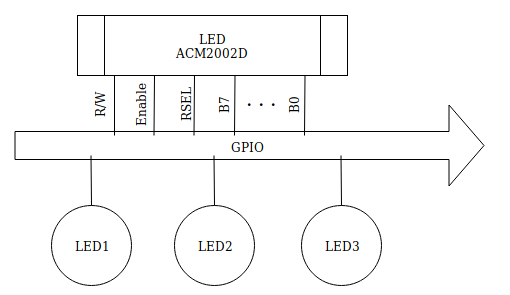 LED
ACM2002D
R/W
Enable
RSEL
B7
. . .
B0
GPIO
LED1
LED2
LED3